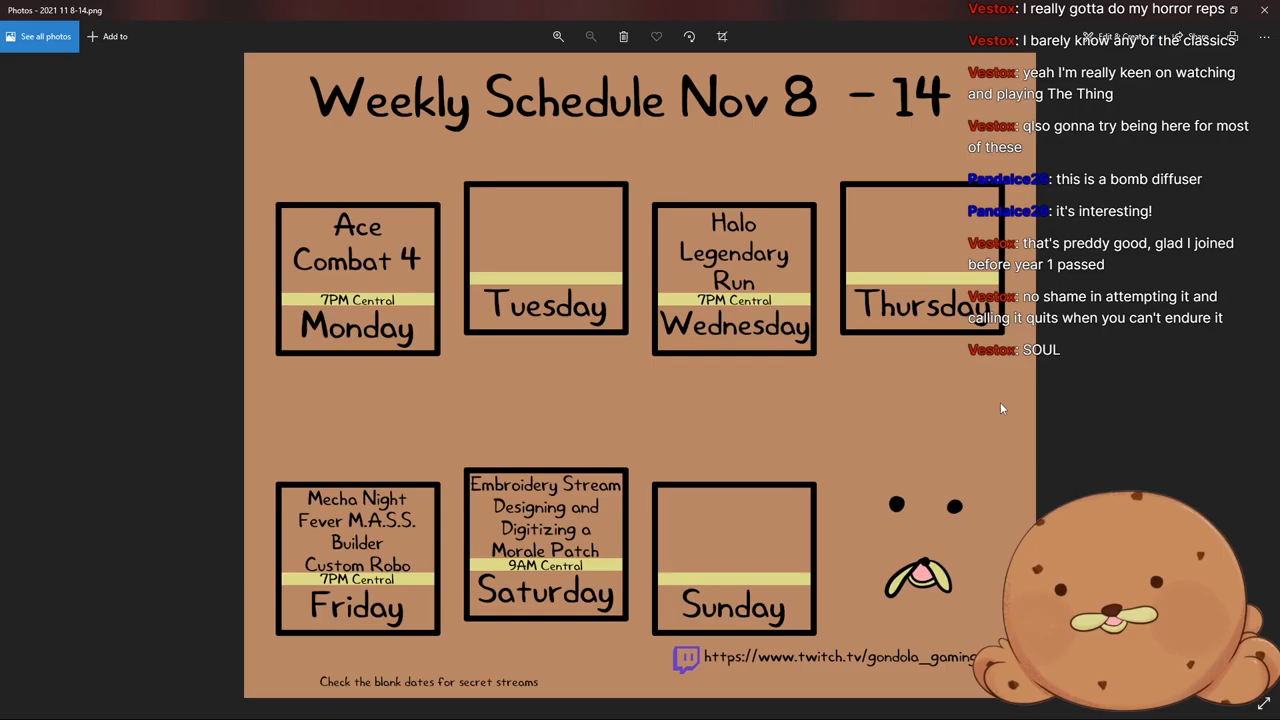 Photos - 2021 11 8-14.png
See all photos
Add to
Edit & Create
Share
Weekly Schedule Nov 8 - 14
Ace
Combat 4
7PM Central
Monday
Tuesday
Halo
Legendary
Run
7PM Central
Wednesday
Thursday
Mecha Night
Fever M.A.S.S.
Builder
Custom Robo
7PM Central
Friday
Embroidery Stream
Designing and
Digitizing a
Morale Patch
9AM Central
Saturday
Sunday
https://www.twitch.tv/gondola_gaming
Check the blank dates for secret streams
Vestox: I really gotta do my horror reps
Vestox: I barely know any of the classics
Vestox: yeah I'm really keen on watching
and playing The Thing
Vestox: qlso gonna try being here for most
of these
Pandaice26: this is a bomb diffuser
Pandaice26: it's interesting!
Vestox: that's preddy good, glad I joined
before year 1 passed
Vestox: no shame in attempting it and
calling it quits when you can't endure it
Vestox: SOUL